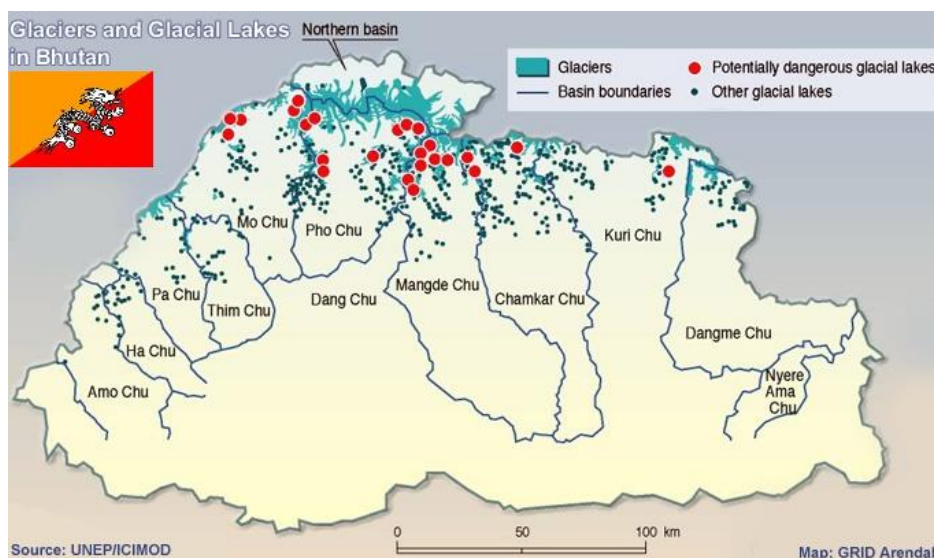 Glaciers and Glacial Lakes
in Bhutan
Northern basin
Glaciers
Potentially dangerous glacial lakes
Basin boundaries
Other glacial lakes
Mo Chu
Pho Chu
Kuri Chu
Pa Chu
Thim Chu
Dang Chu
Mangde Chu
Chamkar Chu
Dangme Chu
Ha Chu
Amo Chu
Nyere
Ama
Chu
0
50
100 km
Source: UNEP/ICIMOD
Map: GRID Arendal